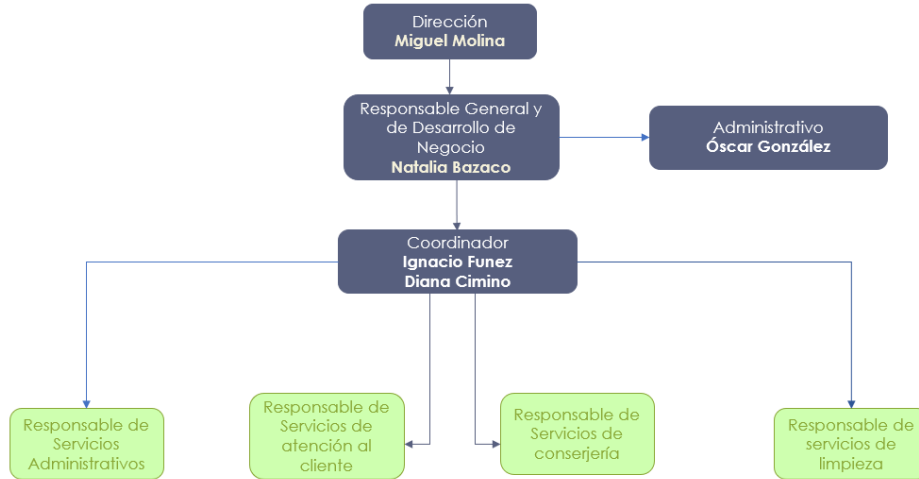 Dirección
Miguel Molina
Responsable General y
de Desarrollo de
Negocio
Natalia Bazaco
Administrativo
Óscar González
Coordinador
Ignacio Funez
Diana Cimino
Responsable de
Servicios
Administrativos
Responsable de
Servicios de
atención al
cliente
Responsable de
Servicios de
conserjería
Responsable de
servicios de
limpieza